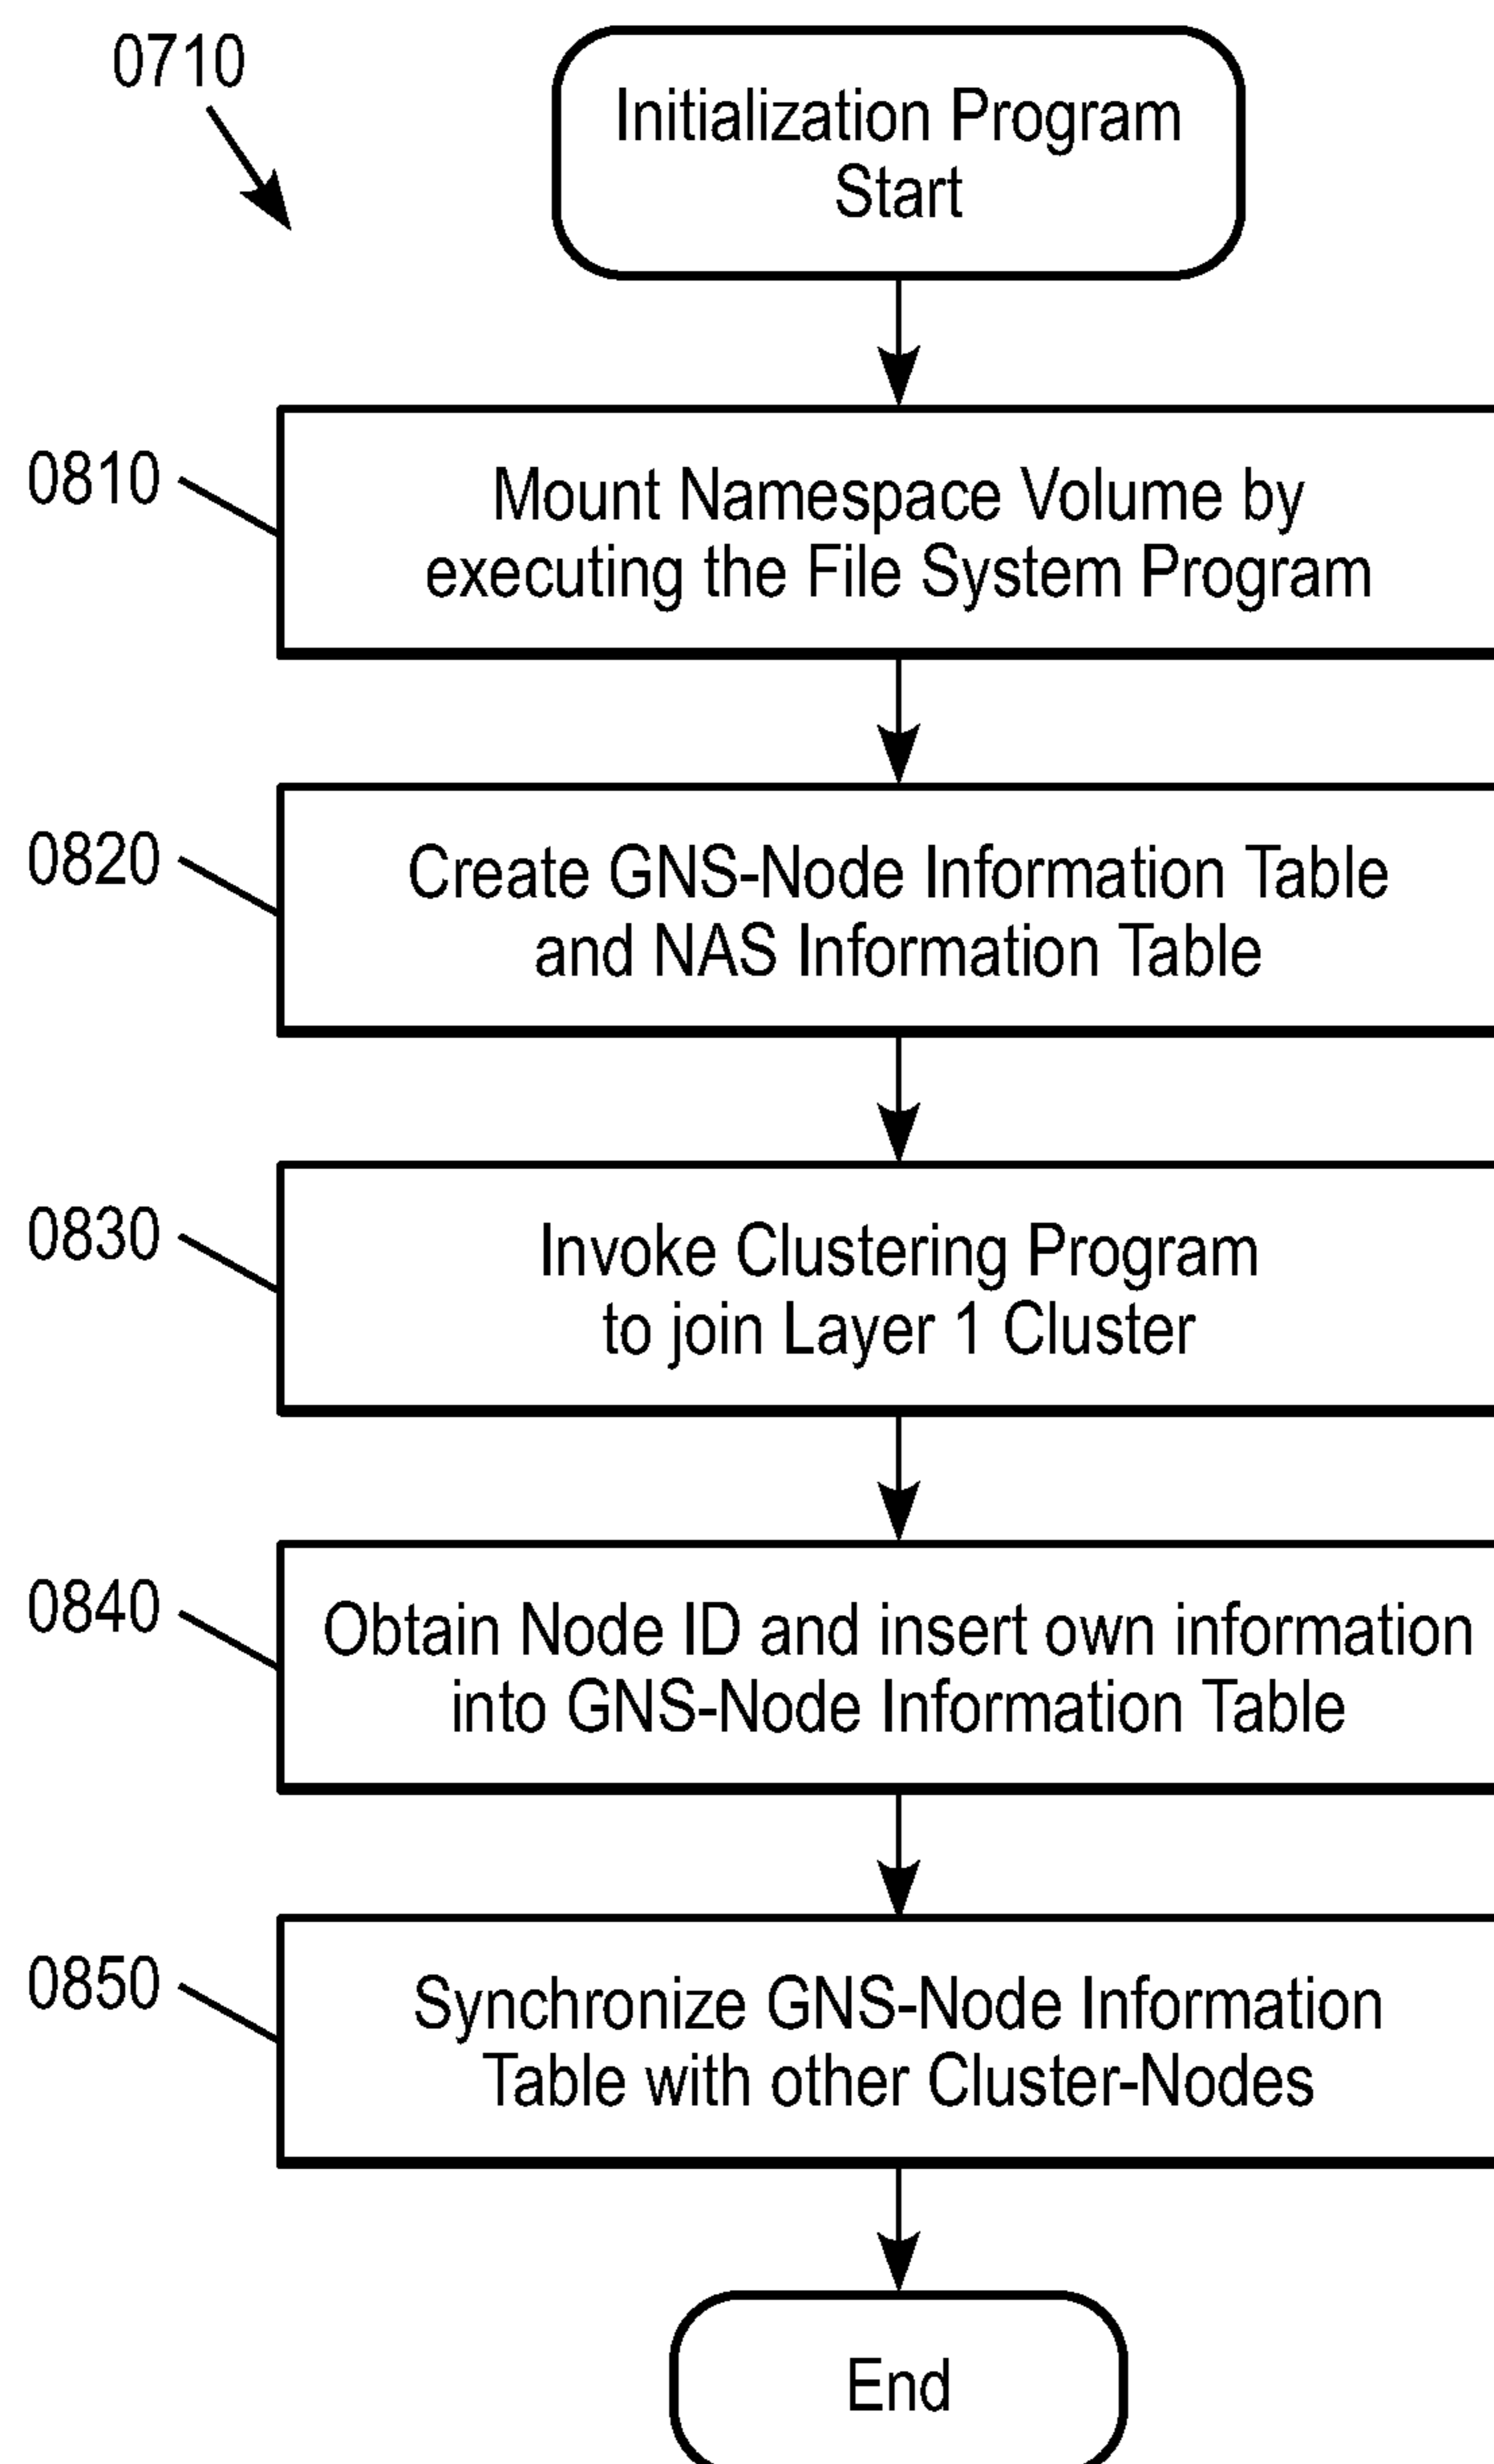 0710
Initialization Program
Start
0810
Mount Namespace Volume by
executing the File System Program
0820
Create GNS-Node Information Table
and NAS Information Table
0830
Invoke Clustering Program
to join Layer 1 Cluster
0840
Obtain Node ID and insert own information
into GNS-Node Information Table
0850
Synchronize GNS-Node Information
Table with other Cluster-Nodes
End